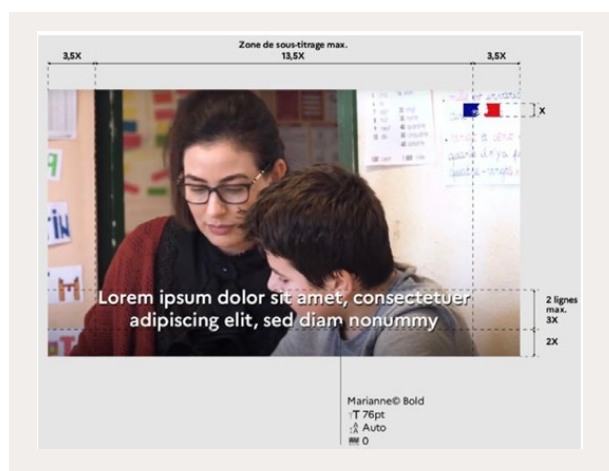 Zone de sous-titrage max.
3,5X
13,5X
3,5X
X
Lorem ipsum dolor sit amet, consectetuer
adipiscing elit, sed diam nonummy
2 lignes
max.
3X
2X
Marianne© Bold
76pt
Auto
0